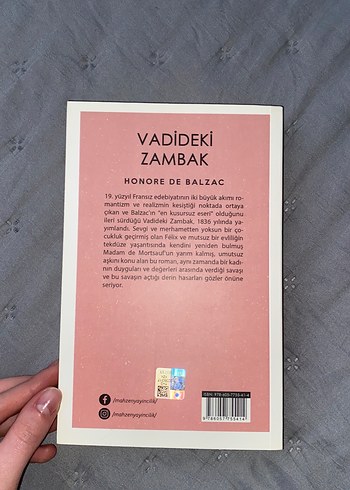 VADİDEKİ
ZAMBAK
HONORE DE BALZAC
19. yüzyıl Fransız edebiyatının iki büyük akımı ro-
mantizm ve realizmin kesiştiği noktada ortaya
çıkan ve Balzac'ın "en kusursuz eseri" olduğunu
ileri sürdüğü Vadideki Zambak, 1836 yılında ya-
yımlandı. Sevgi ve merhametten yoksun bir ço-
cukluk geçirmiş olan Félix ve mutsuz bir evliliğin
tekdüze yaşantısında kendini yeniden bulmuş
Madam de Mortsauf'un yarım kalmış, umutsuz
aşkını konu alan bu roman, aynı zamanda bir kadı-
nın duyguları ve değerleri arasında verdiği savaşı
ve bu savaşın açtığı derin hasarları gözler önüne
seriyor.
/mahzenyayincilik/
/mahzenyayincilik/